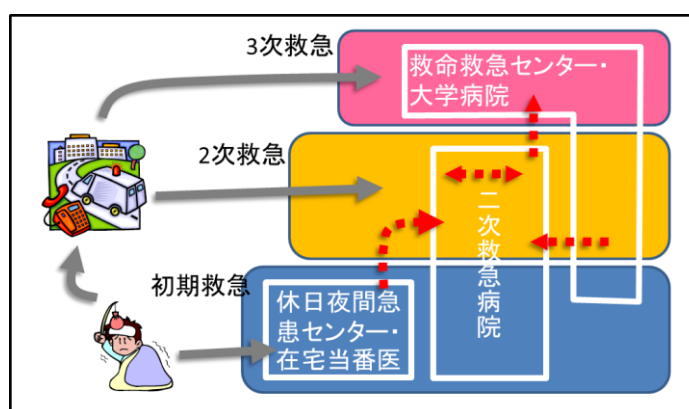 3次救急
救命救急センター・
大学病院
2次救急
二次救急病院
初期救急
休日夜間急
患センター・
在宅当番医